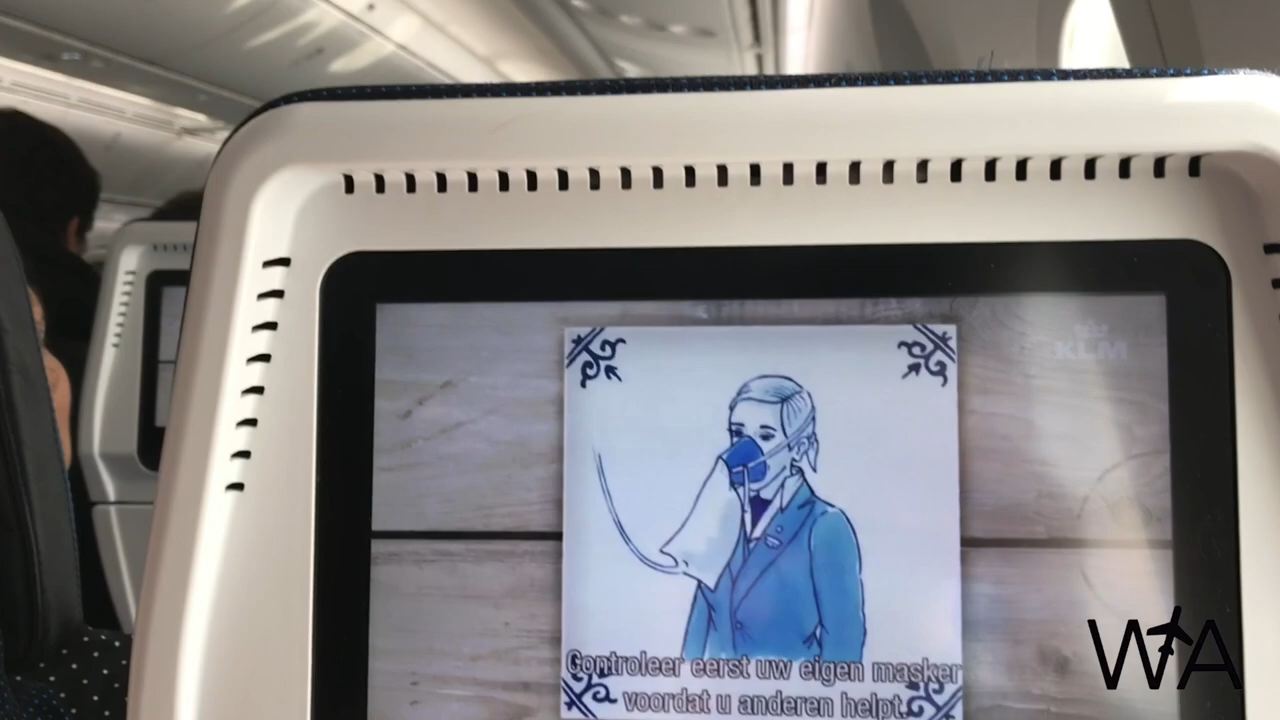 KLM
Controleer eerst uw eigen masker
voordat u anderen helpt.
WA